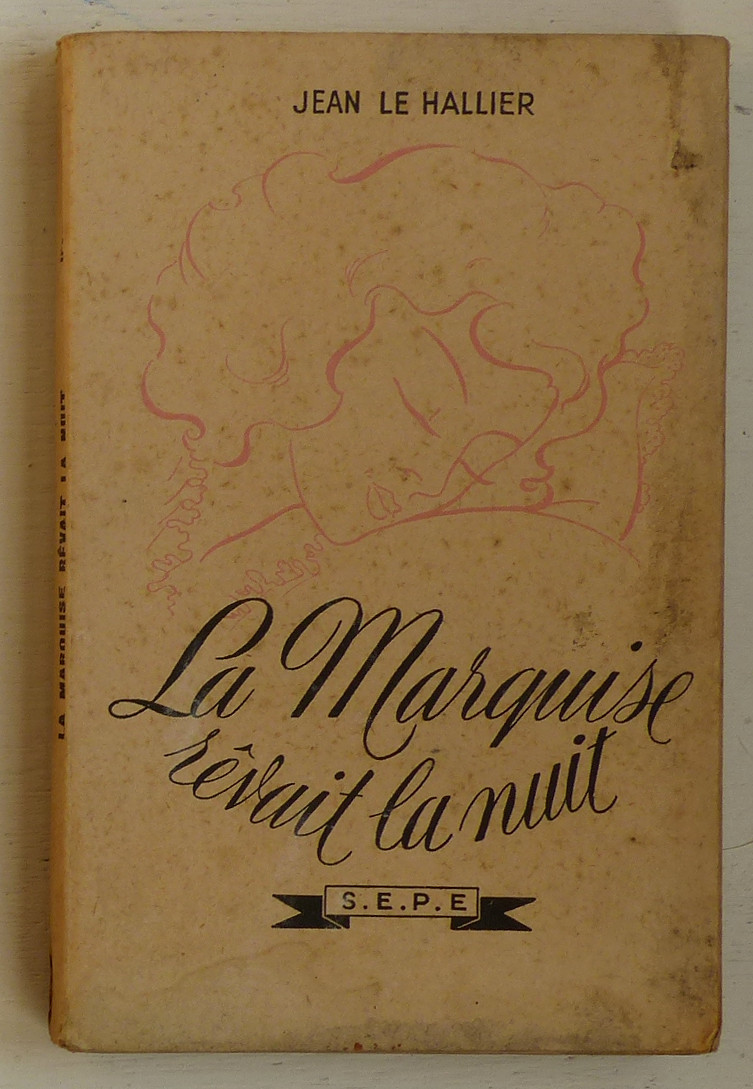 JEAN LE HALLIER
La Marquise
rêvait la nuit
S.E.P.E
LA MARQUISE RÊVAIT LA NUIT